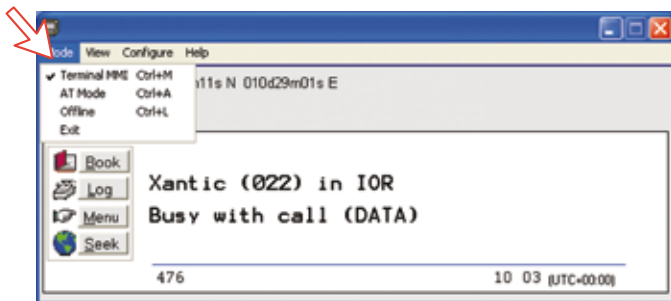 ode View Configure Help
✓ Terminal MMI Ctrl+M
AT Mode Ctrl+A
Offline Ctrl+L
Exit
11s N 010d29m01s E
Book
Log
Menu
Seek
Xantic (022) in IOR
Busy with call (DATA)
476 10 03 (UTC+00:00)